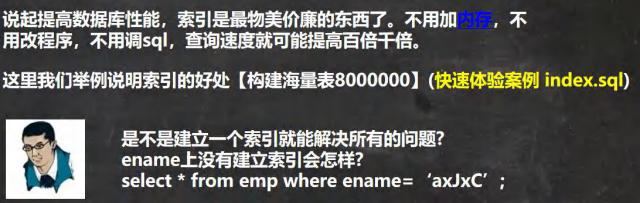 说起提高数据库性能，索引是最物美价廉的东西了。不用加内存，不
用改程序，不用调sql，查询速度就可能提高百倍千倍。
这里我们举例说明索引的好处【构建海量表8000000】(快速体验案例 index.sql)
是不是建立一个索引就能解决所有的问题?
ename上没有建立索引会怎样?
select * from emp where ename=‘axJxC’;